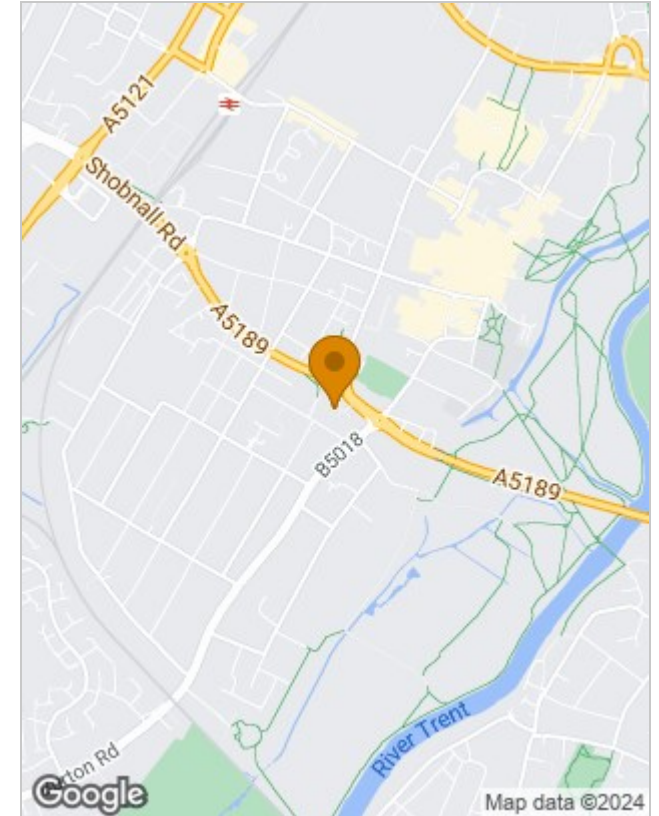 A5121
Shobnall Rd
A5189
B5018
A5189
River Trent
Google
Map data ©2024